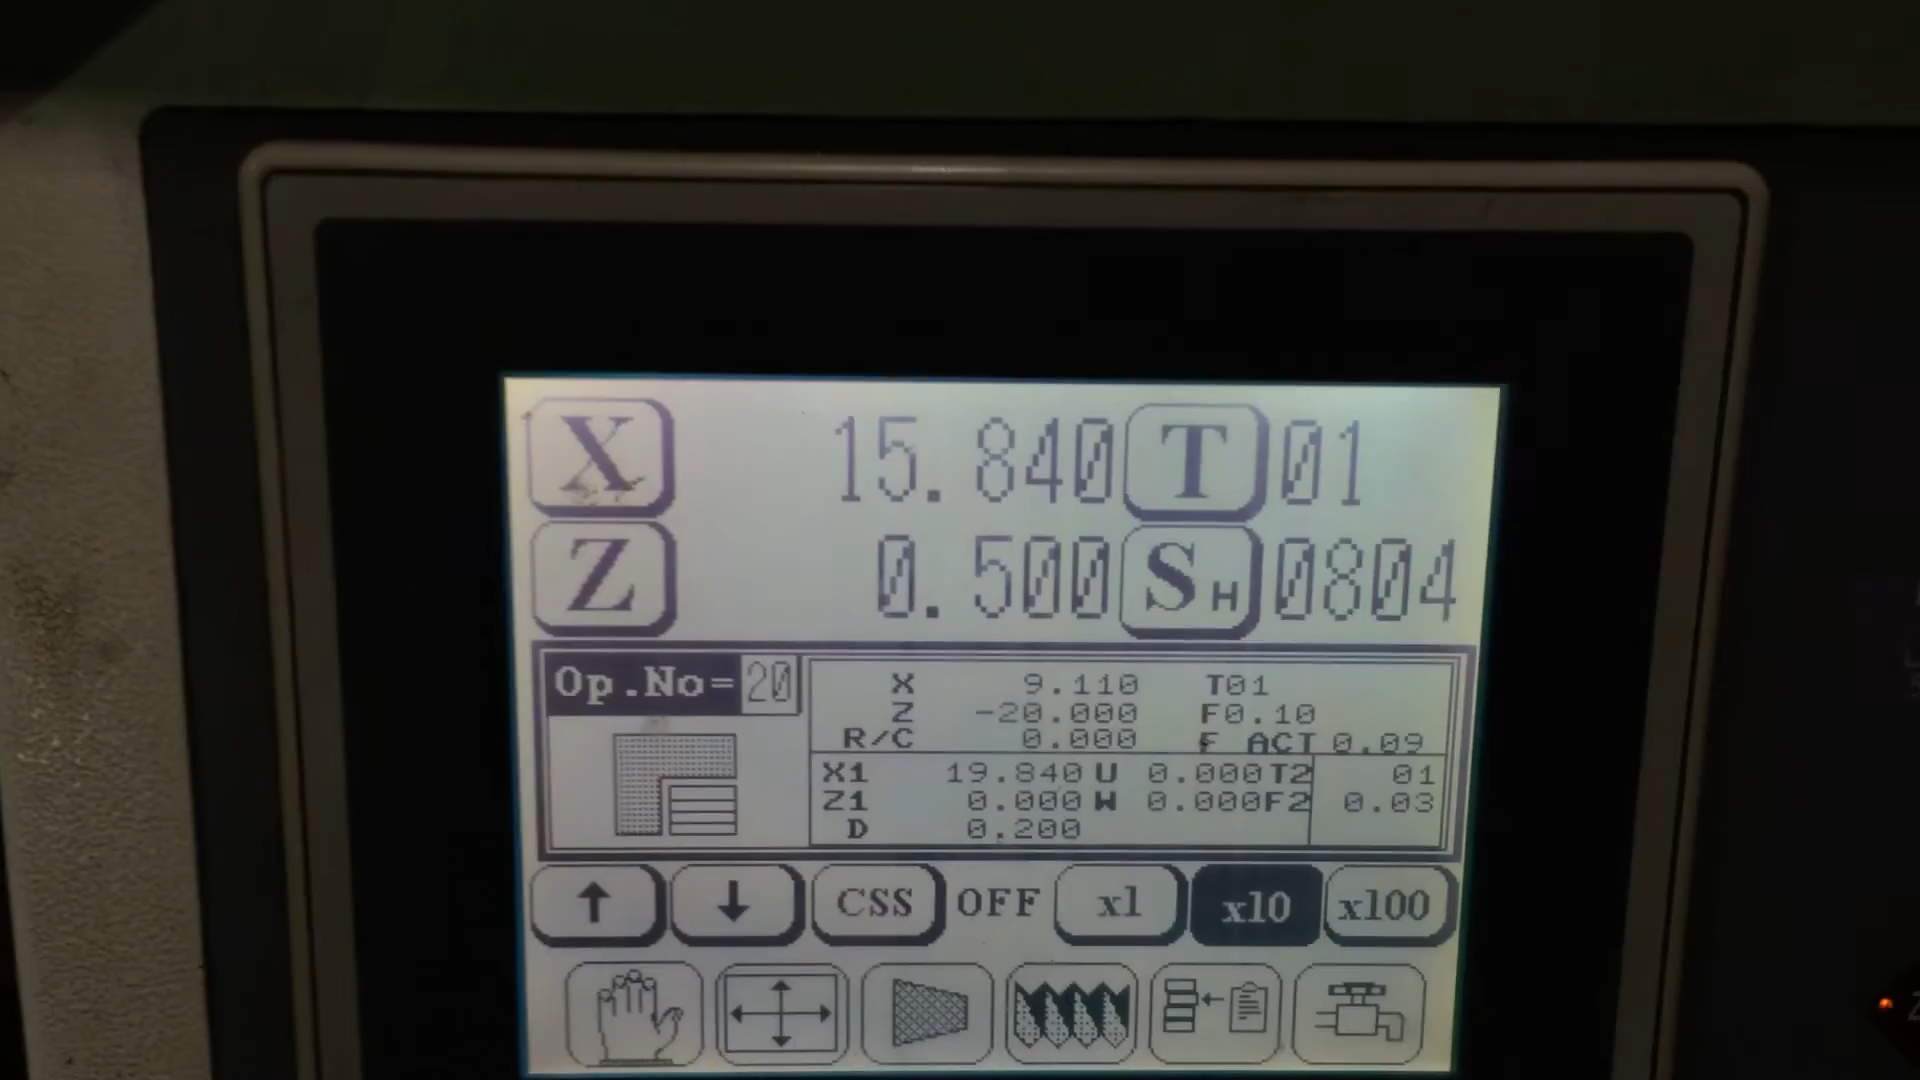 X 15.840 T 01
Z 0.500 SH 0804
Op.No=20
X 9.110 T01
Z -20.000 F0.10
R/C 0.000 F ACT 0.09
X1 19.840 U 0.000 T2 01
Z1 0.000 W 0.000 F2 0.03
D 0.200
CSS OFF x1 x10 x100